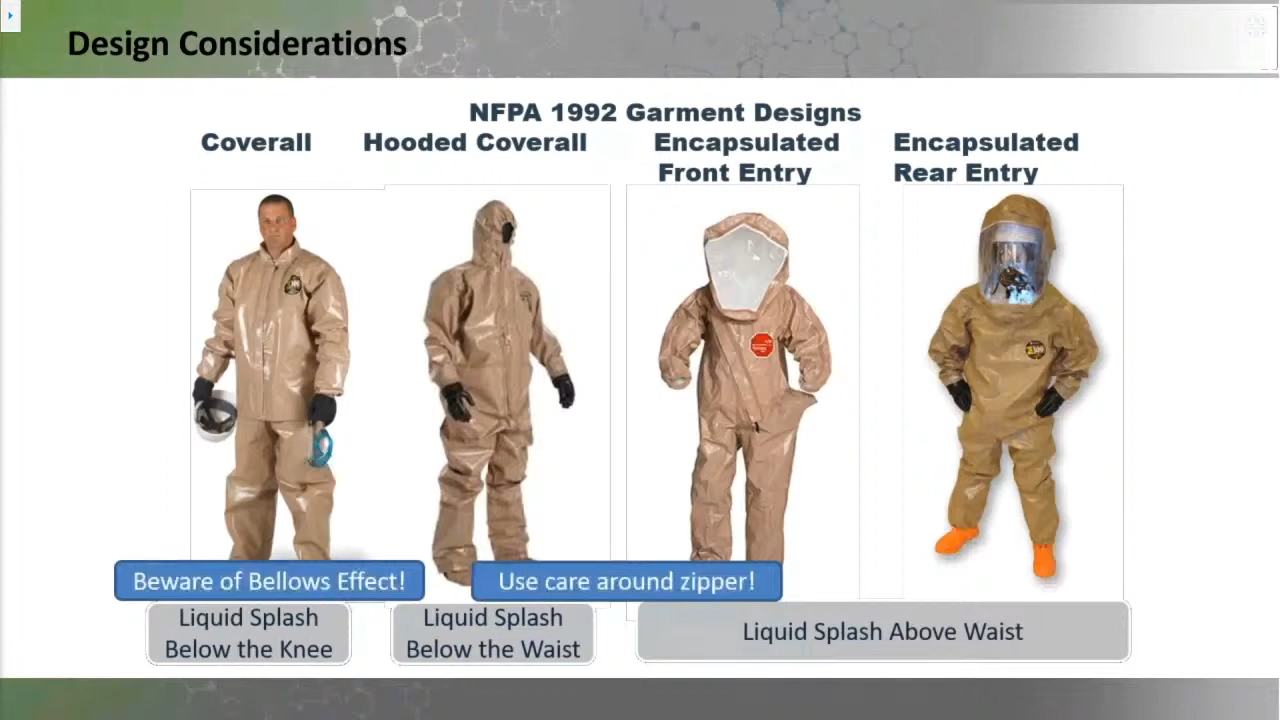 Design Considerations
NFPA 1992 Garment Designs
Coverall
Hooded Coverall
Encapsulated
Front Entry
Encapsulated
Rear Entry
Beware of Bellows Effect!
Use care around zipper!
Liquid Splash
Below the Knee
Liquid Splash
Below the Waist
Liquid Splash Above Waist